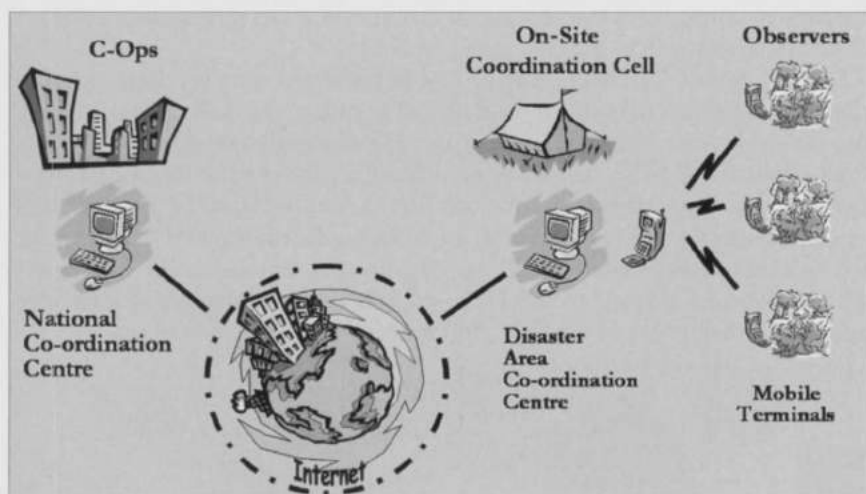 C-Ops
On-Site
Coordination Cell
Observers
National
Co-ordination
Centre
Disaster
Area
Co-ordination
Centre
Mobile
Terminals
Internet